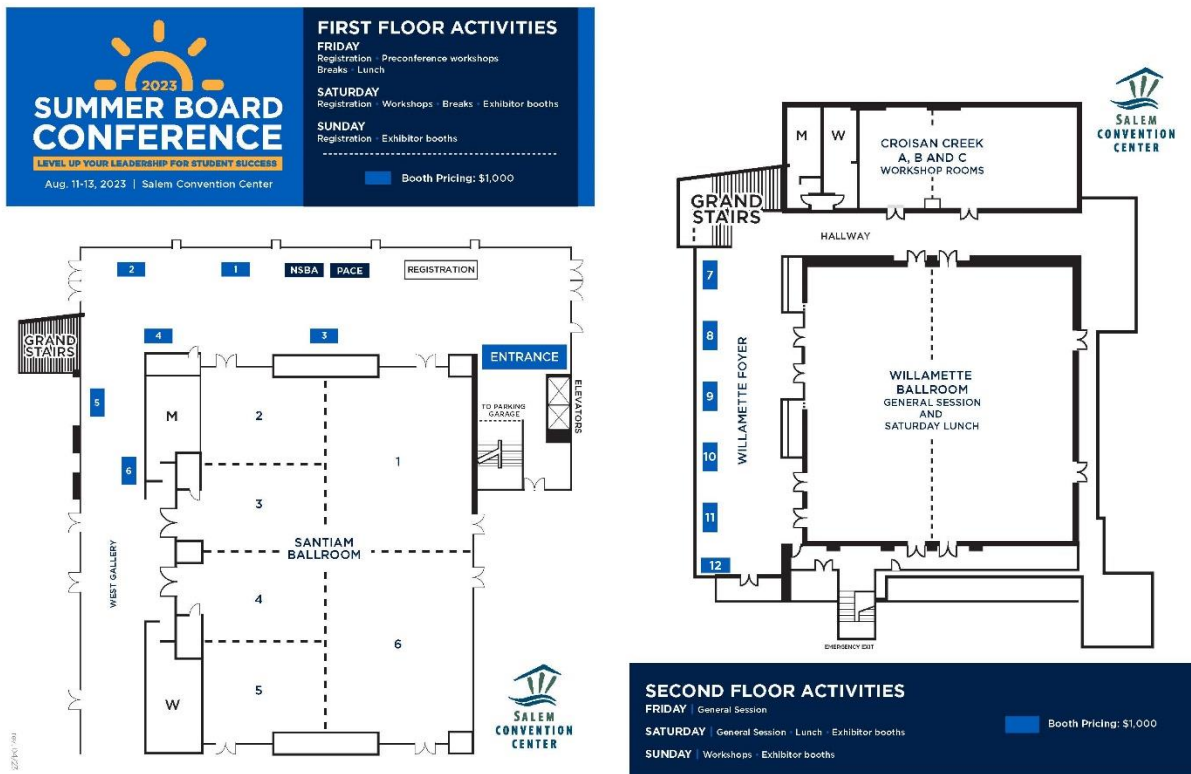 2023
SUMMER BOARD
CONFERENCE
LEVEL UP YOUR LEADERSHIP FOR STUDENT SUCCESS
Aug. 11-13, 2023 | Salem Convention Center
FIRST FLOOR ACTIVITIES
FRIDAY
Registration · Preconference workshops
Breaks · Lunch
SATURDAY
Registration · Workshops · Breaks · Exhibitor booths
SUNDAY
Registration · Exhibitor booths
Booth Pricing: $1,000
2
1
NSBA
PACE
REGISTRATION
GRAND
STAIRS
4
3
ENTRANCE
ELEVATORS
TO PARKING
GARAGE
5
M
2
1
6
3
SANTIAM
BALLROOM
WEST GALLERY
4
6
5
W
SALEM
CONVENTION
CENTER
SALEM
CONVENTION
CENTER
M
W
CROISAN CREEK
A, B AND C
WORKSHOP ROOMS
GRAND
STAIRS
HALLWAY
7
8
9
10
11
12
WILLAMETTE FOYER
WILLAMETTE
BALLROOM
GENERAL SESSION
AND
SATURDAY LUNCH
EMERGENCY EXIT
SECOND FLOOR ACTIVITIES
FRIDAY | General Session
SATURDAY | General Session · Lunch · Exhibitor booths
SUNDAY | Workshops · Exhibitor booths
Booth Pricing: $1,000